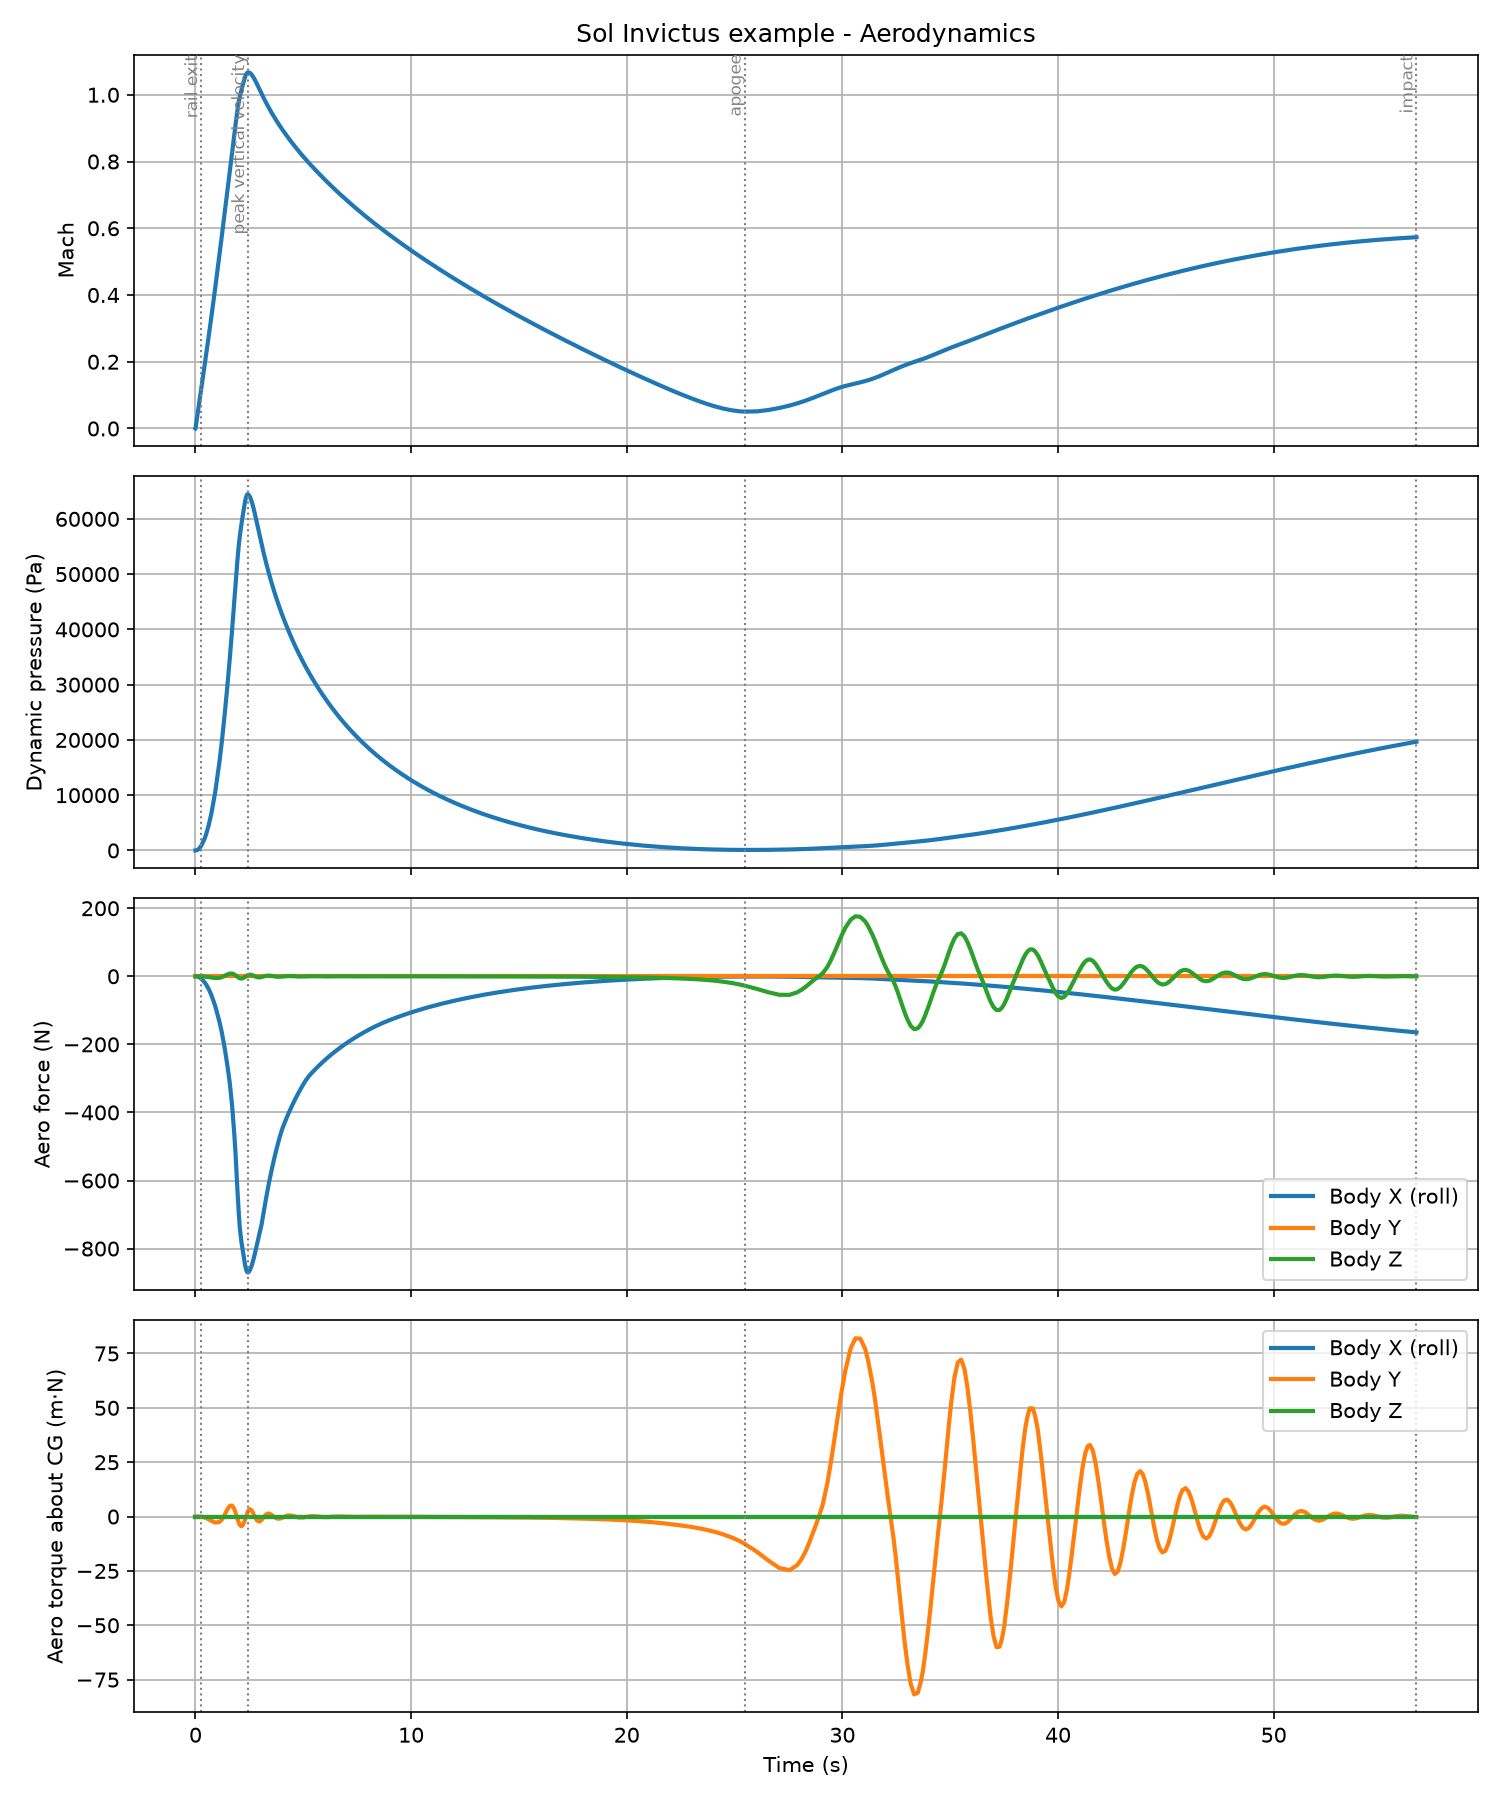 Sol Invictus example - Aerodynamics
rail exit
peak vertical velocity
apogee
impact
Mach
1.0
0.8
0.6
0.4
0.2
0.0
Dynamic pressure (Pa)
60000
50000
40000
30000
20000
10000
0
Aero force (N)
200
0
−200
−400
−600
−800
Body X (roll)
Body Y
Body Z
Aero torque about CG (m·N)
75
50
25
0
−25
−50
−75
Body X (roll)
Body Y
Body Z
0 10 20 30 40 50
Time (s)